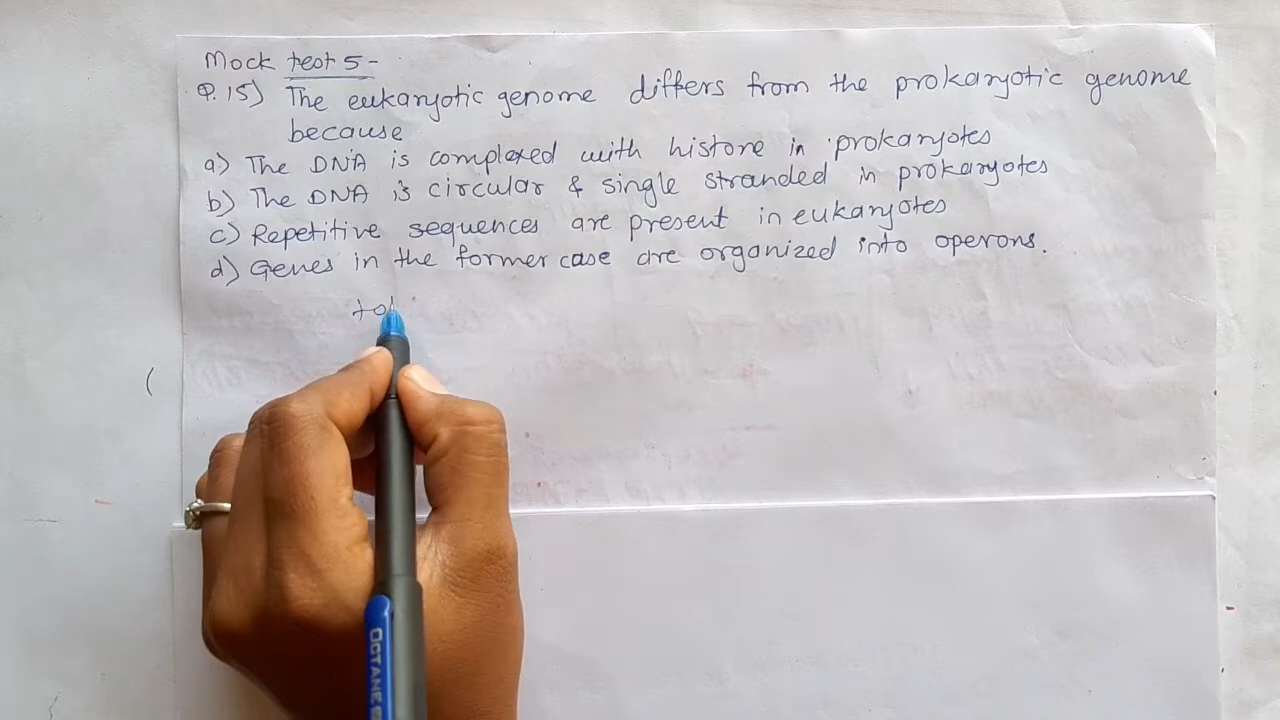 Mock test 5-
Q.15) The eukaryotic genome differs from the prokaryotic genome
because
a) The DNA is complexed with histone in prokaryotes
b) The DNA is circular & single stranded in prokaryotes
c) Repetitive sequences are present in eukaryotes
d) Genes in the former case are organized into operons.
OCTANE